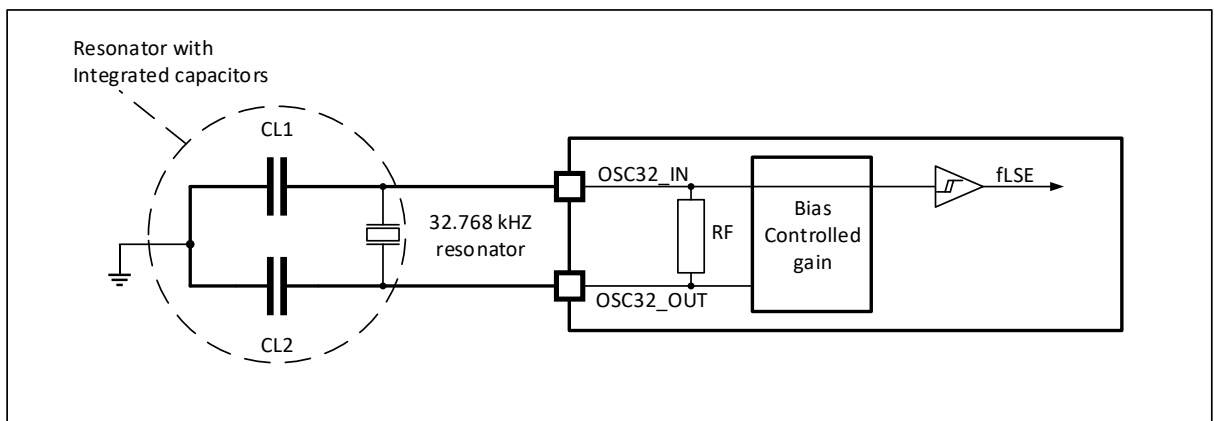 Resonator with
Integrated capacitors
CL1
OSC32_IN
fLSE
32.768 kHZ
resonator
RF
Bias
Controlled
gain
OSC32_OUT
CL2